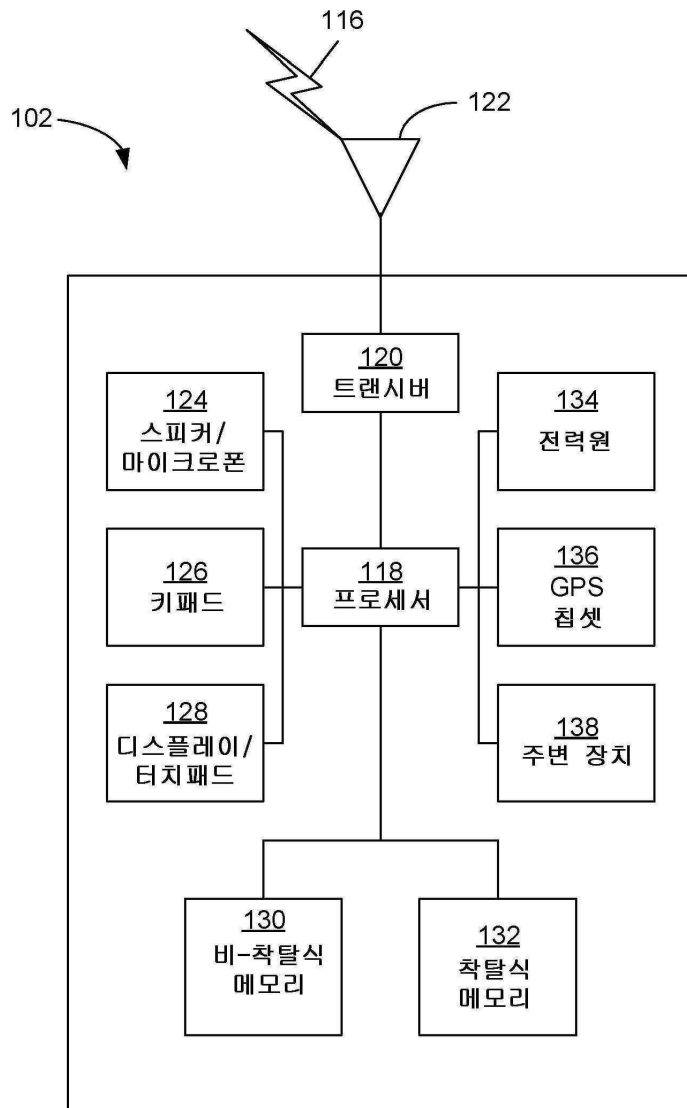 116
102
122
120
트랜시버
124
스피커/
마이크로폰
134
전력원
126
키패드
118
프로세서
136
GPS
칩셋
128
디스플레이/
터치패드
138
주변 장치
130
비-착탈식
메모리
132
착탈식
메모리